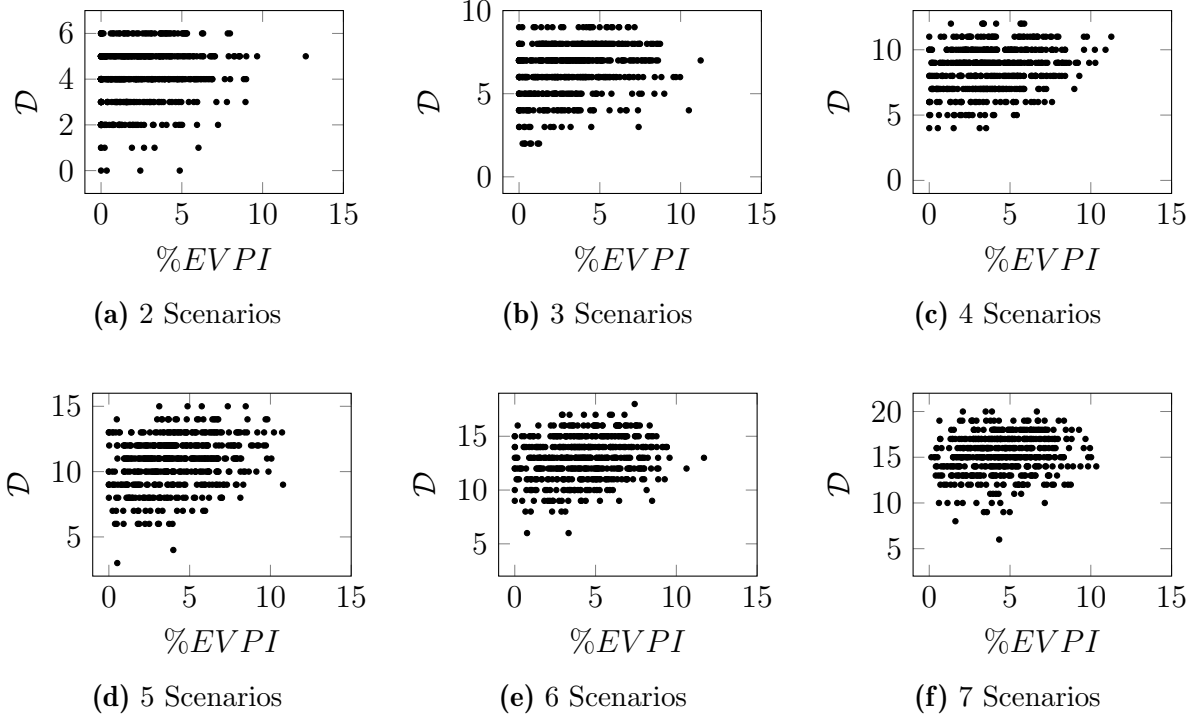 6
4
2
0
𝒟
0 5 10 15
%EVPI
(a) 2 Scenarios
10
5
0
𝒟
0 5 10 15
%EVPI
(b) 3 Scenarios
10
5
0
𝒟
0 5 10 15
%EVPI
(c) 4 Scenarios
15
10
5
𝒟
0 5 10 15
%EVPI
(d) 5 Scenarios
15
10
5
𝒟
0 5 10 15
%EVPI
(e) 6 Scenarios
20
15
10
5
𝒟
0 5 10 15
%EVPI
(f) 7 Scenarios